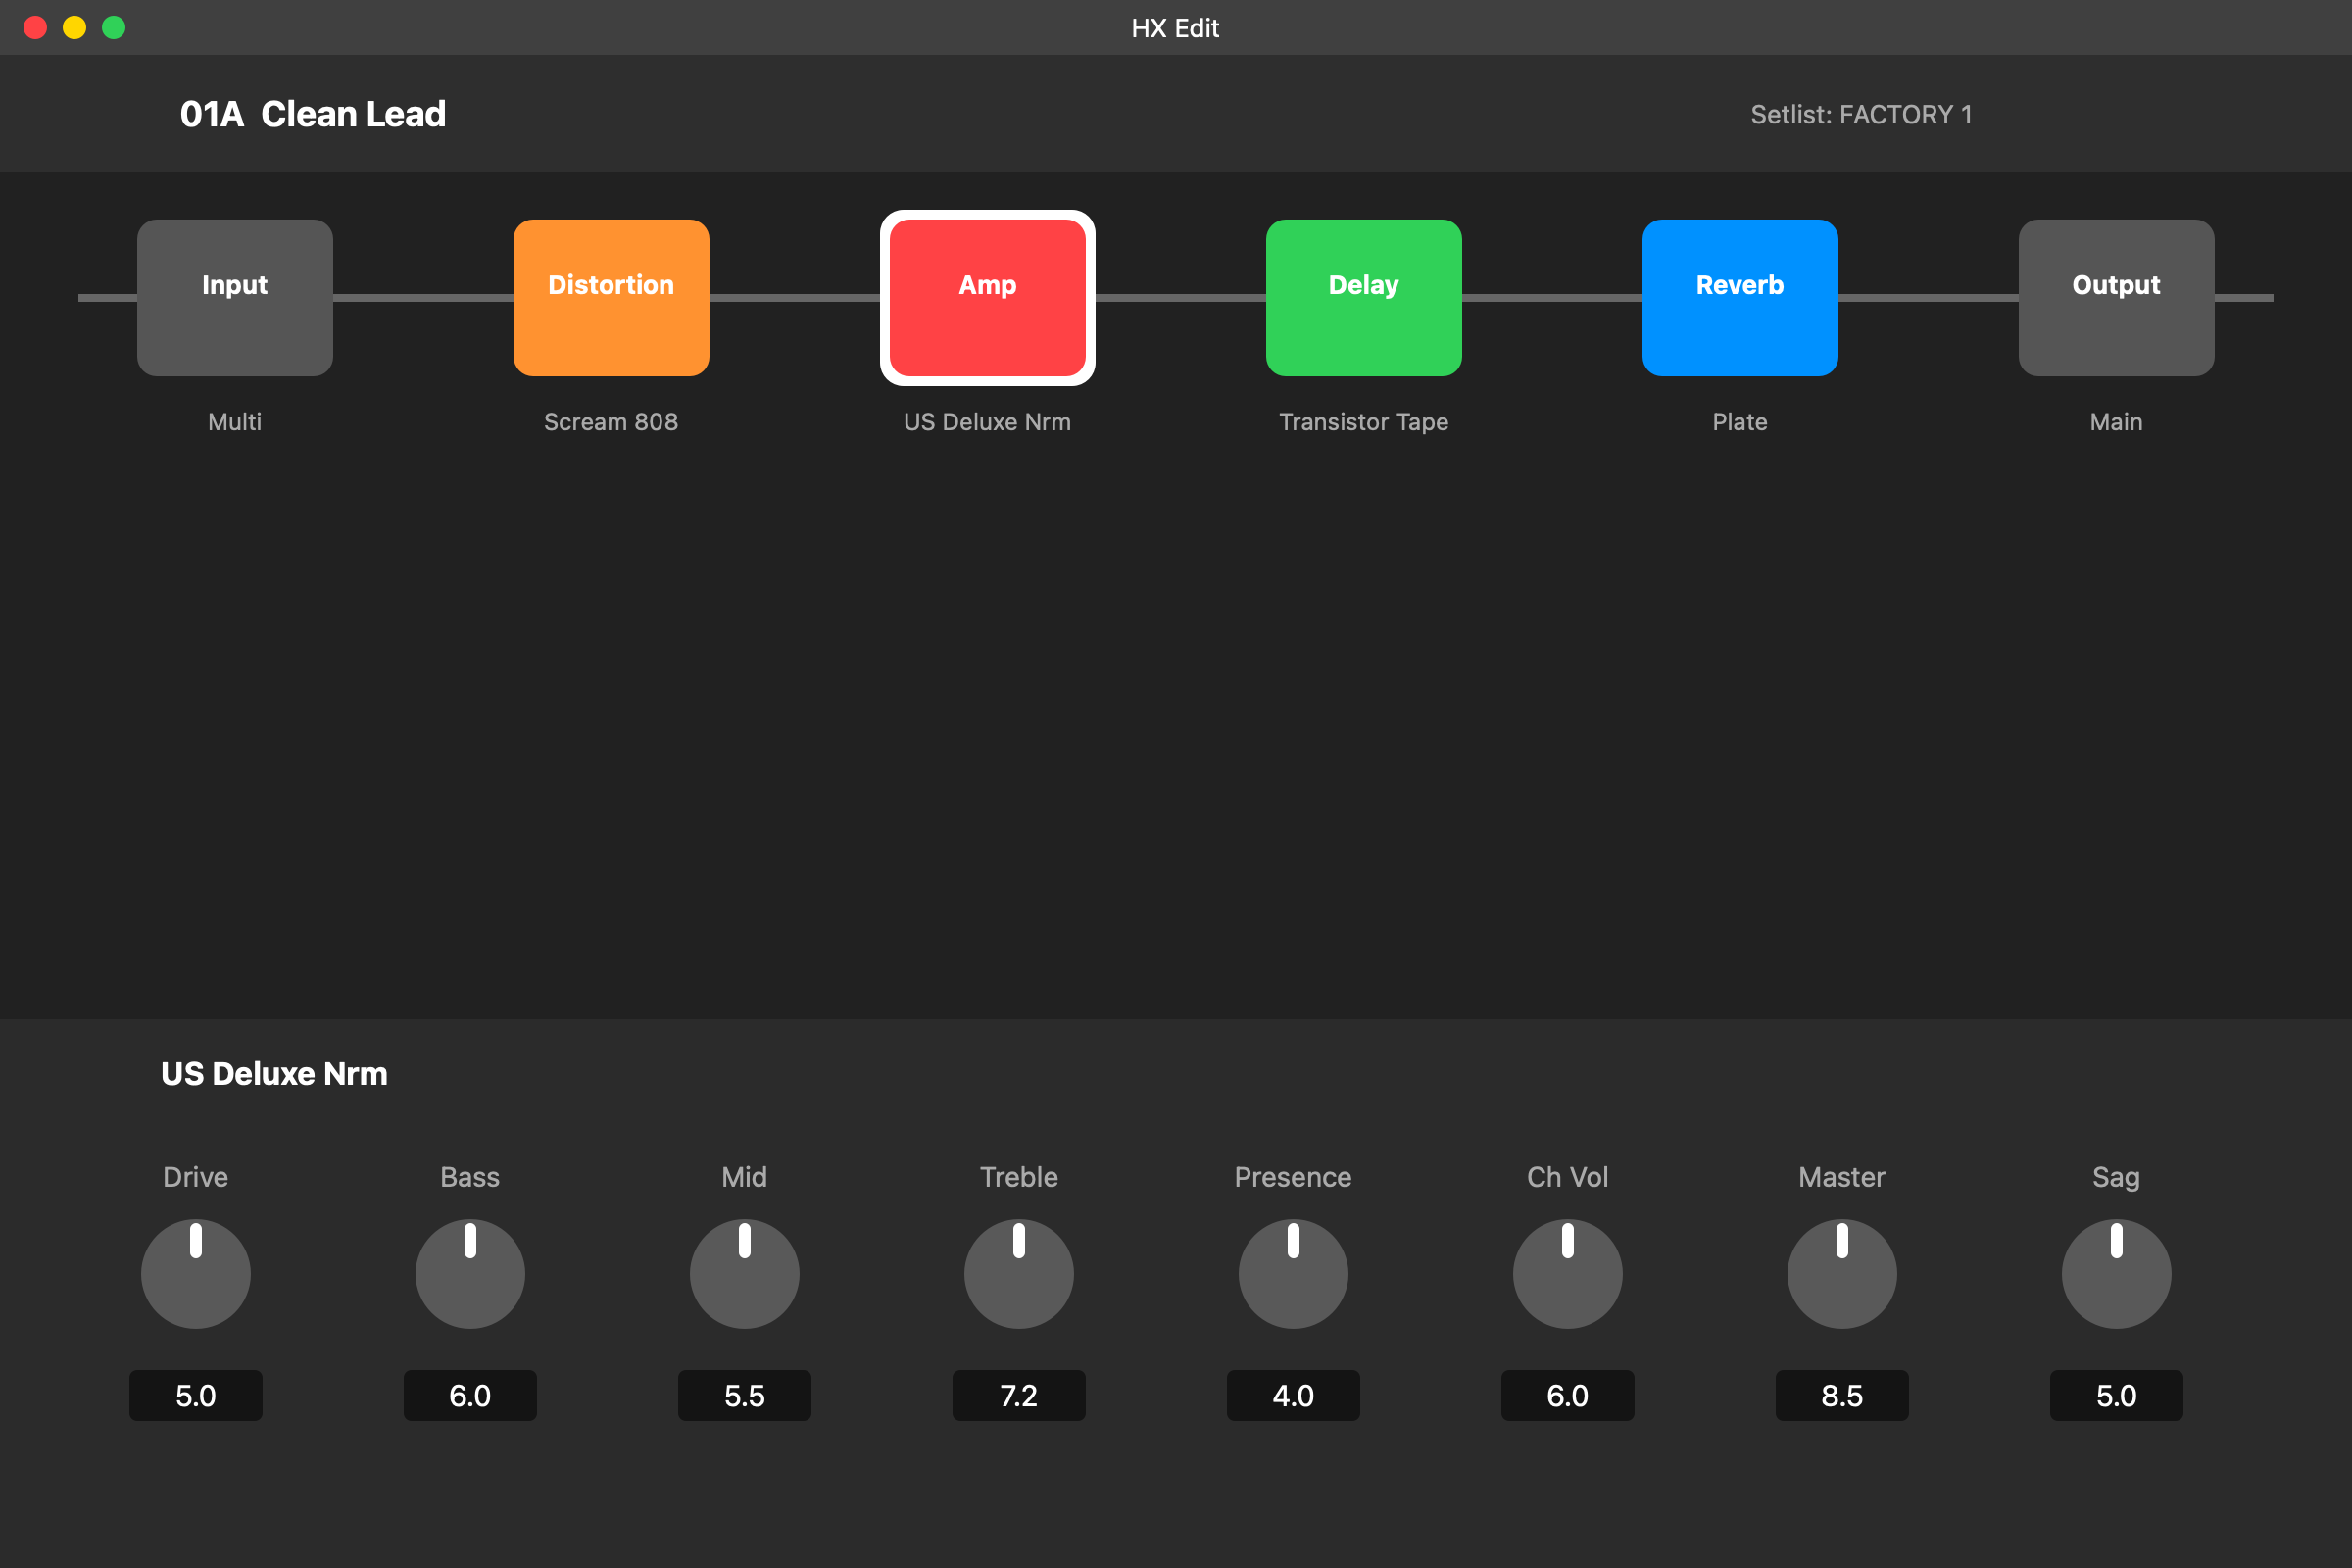 HX Edit
01A Clean Lead
Setlist: FACTORY 1
Input
Distortion
Amp
Delay
Reverb
Output
Multi
Scream 808
US Deluxe Nrm
Transistor Tape
Plate
Main
US Deluxe Nrm
Drive
Bass
Mid
Treble
Presence
Ch Vol
Master
Sag
5.0
6.0
5.5
7.2
4.0
6.0
8.5
5.0